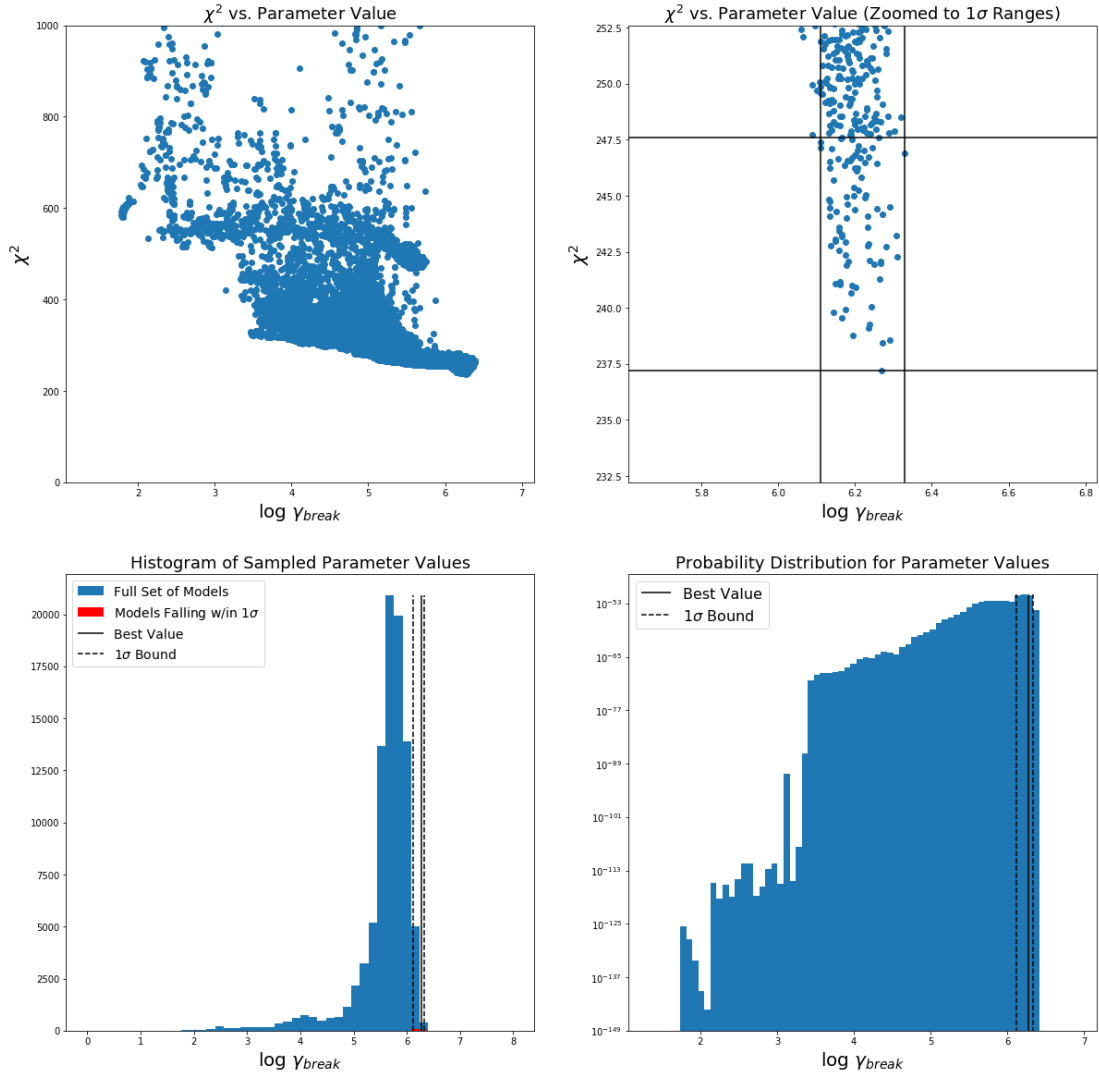 χ² vs. Parameter Value
1000
800
600
400
200
0
χ²
2 3 4 5 6 7
log γ_break
χ² vs. Parameter Value (Zoomed to 1σ Ranges)
252.5
250.0
247.5
245.0
242.5
240.0
237.5
235.0
232.5
χ²
5.8 6.0 6.2 6.4 6.6 6.8
log γ_break
Histogram of Sampled Parameter Values
Full Set of Models
Models Falling w/in 1σ
Best Value
1σ Bound
20000
17500
15000
12500
10000
7500
5000
2500
0
0 1 2 3 4 5 6 7 8
log γ_break
Probability Distribution for Parameter Values
Best Value
1σ Bound
10⁻⁵³
10⁻⁶⁵
10⁻⁷⁷
10⁻⁸⁹
10⁻¹⁰¹
10⁻¹¹³
10⁻¹²⁵
10⁻¹³⁷
10⁻¹⁴⁹
2 3 4 5 6 7
log γ_break